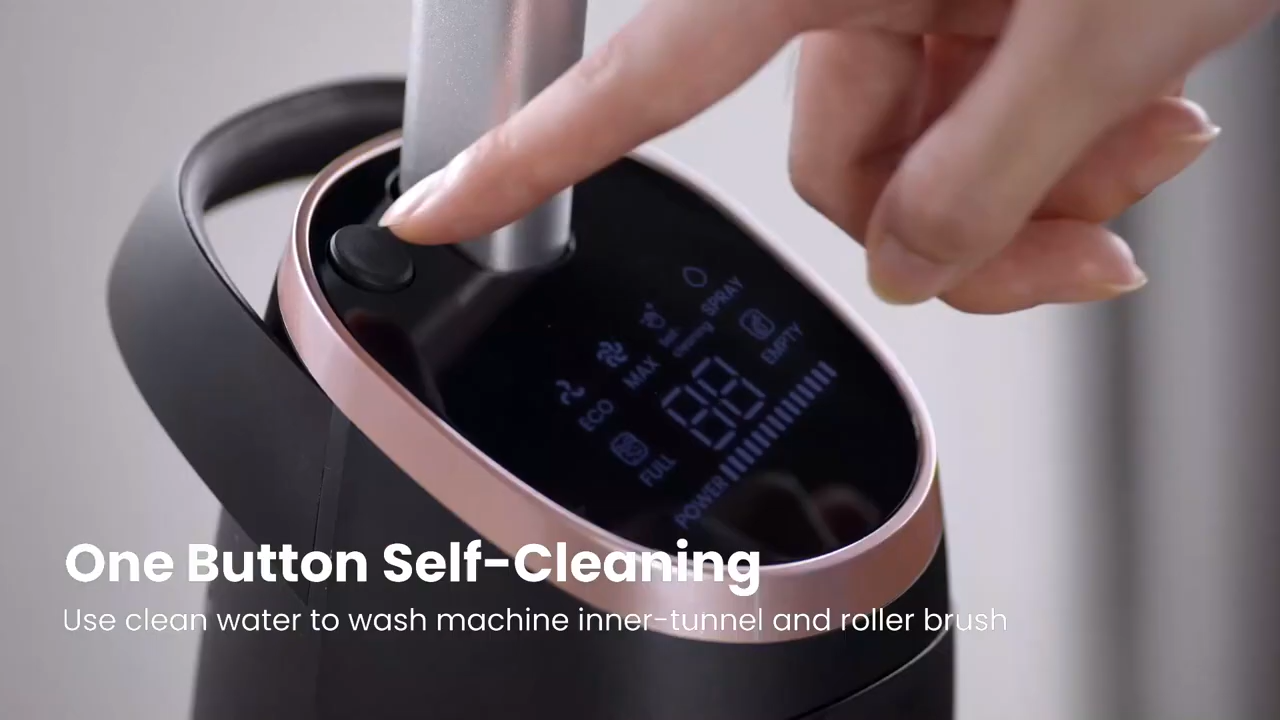 SPRAY
Self-cleaning
MAX
ECO
EMPTY
88
FULL
POWER
One Button Self-Cleaning
Use clean water to wash machine inner-tunnel and roller brush